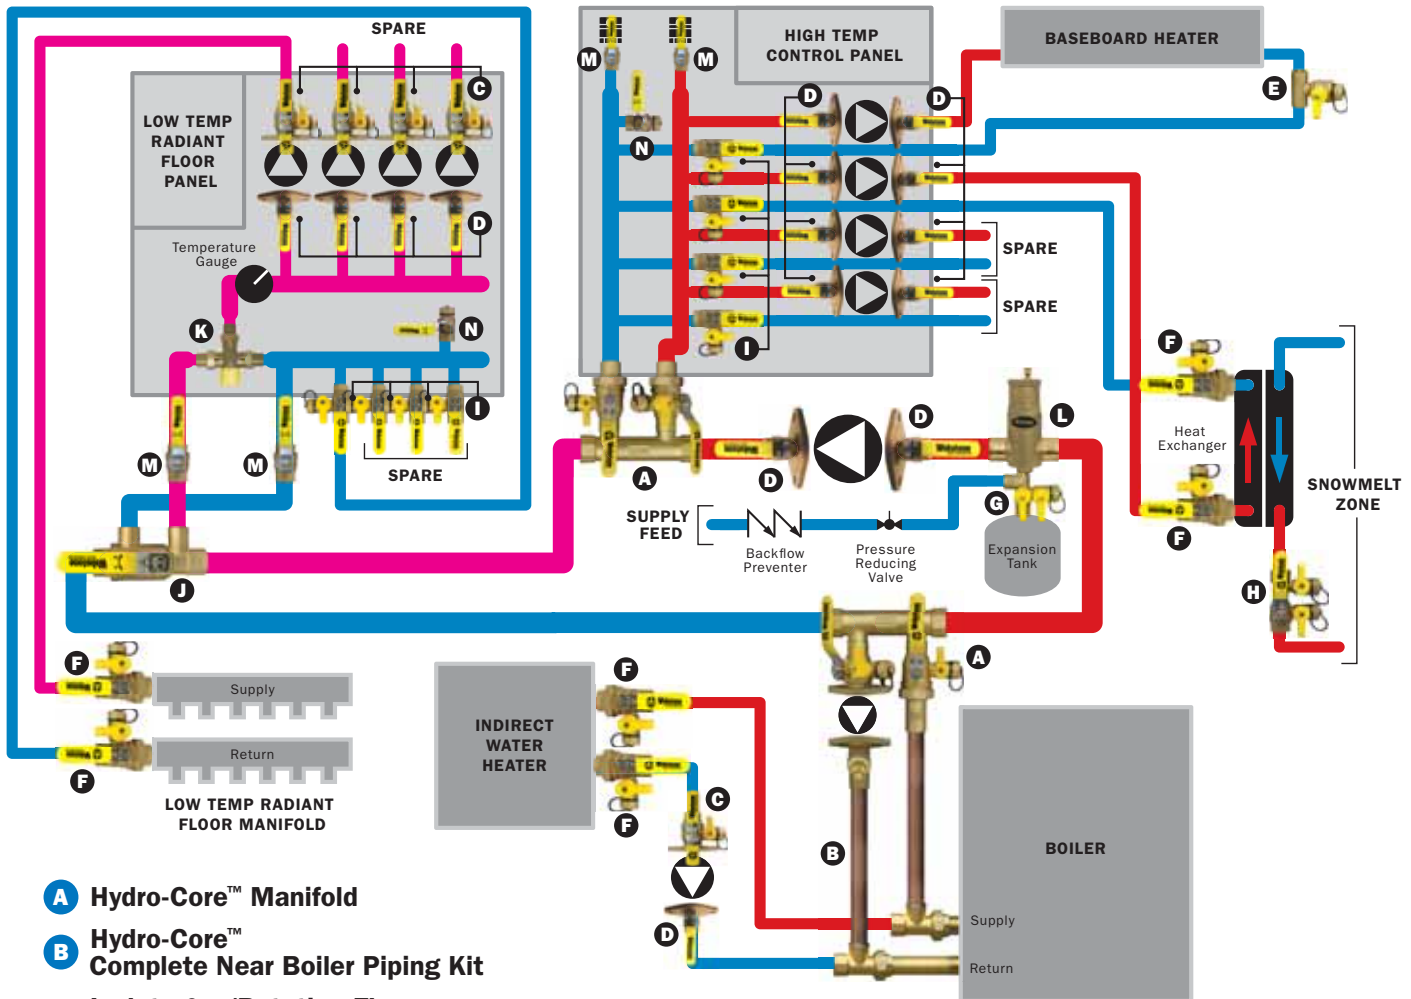 SPARE
HIGH TEMP
CONTROL PANEL
BASEBOARD HEATER
M
M
C
D
D
E
LOW TEMP
RADIANT
FLOOR
PANEL
N
D
Temperature
Gauge
SPARE
SPARE
K
N
I
I
F
M
M
SPARE
A
D
D
L
Heat
Exchanger
SNOWMELT
ZONE
G
SUPPLY
FEED
Backflow
Preventer
Pressure
Reducing
Valve
Expansion
Tank
F
J
H
F
Supply
F
Return
LOW TEMP RADIANT
FLOOR MANIFOLD
INDIRECT
WATER
HEATER
F
F
A
C
B
D
BOILER
Supply
Return
A Hydro-Core™ Manifold
B Hydro-Core™
Complete Near Boiler Piping Kit